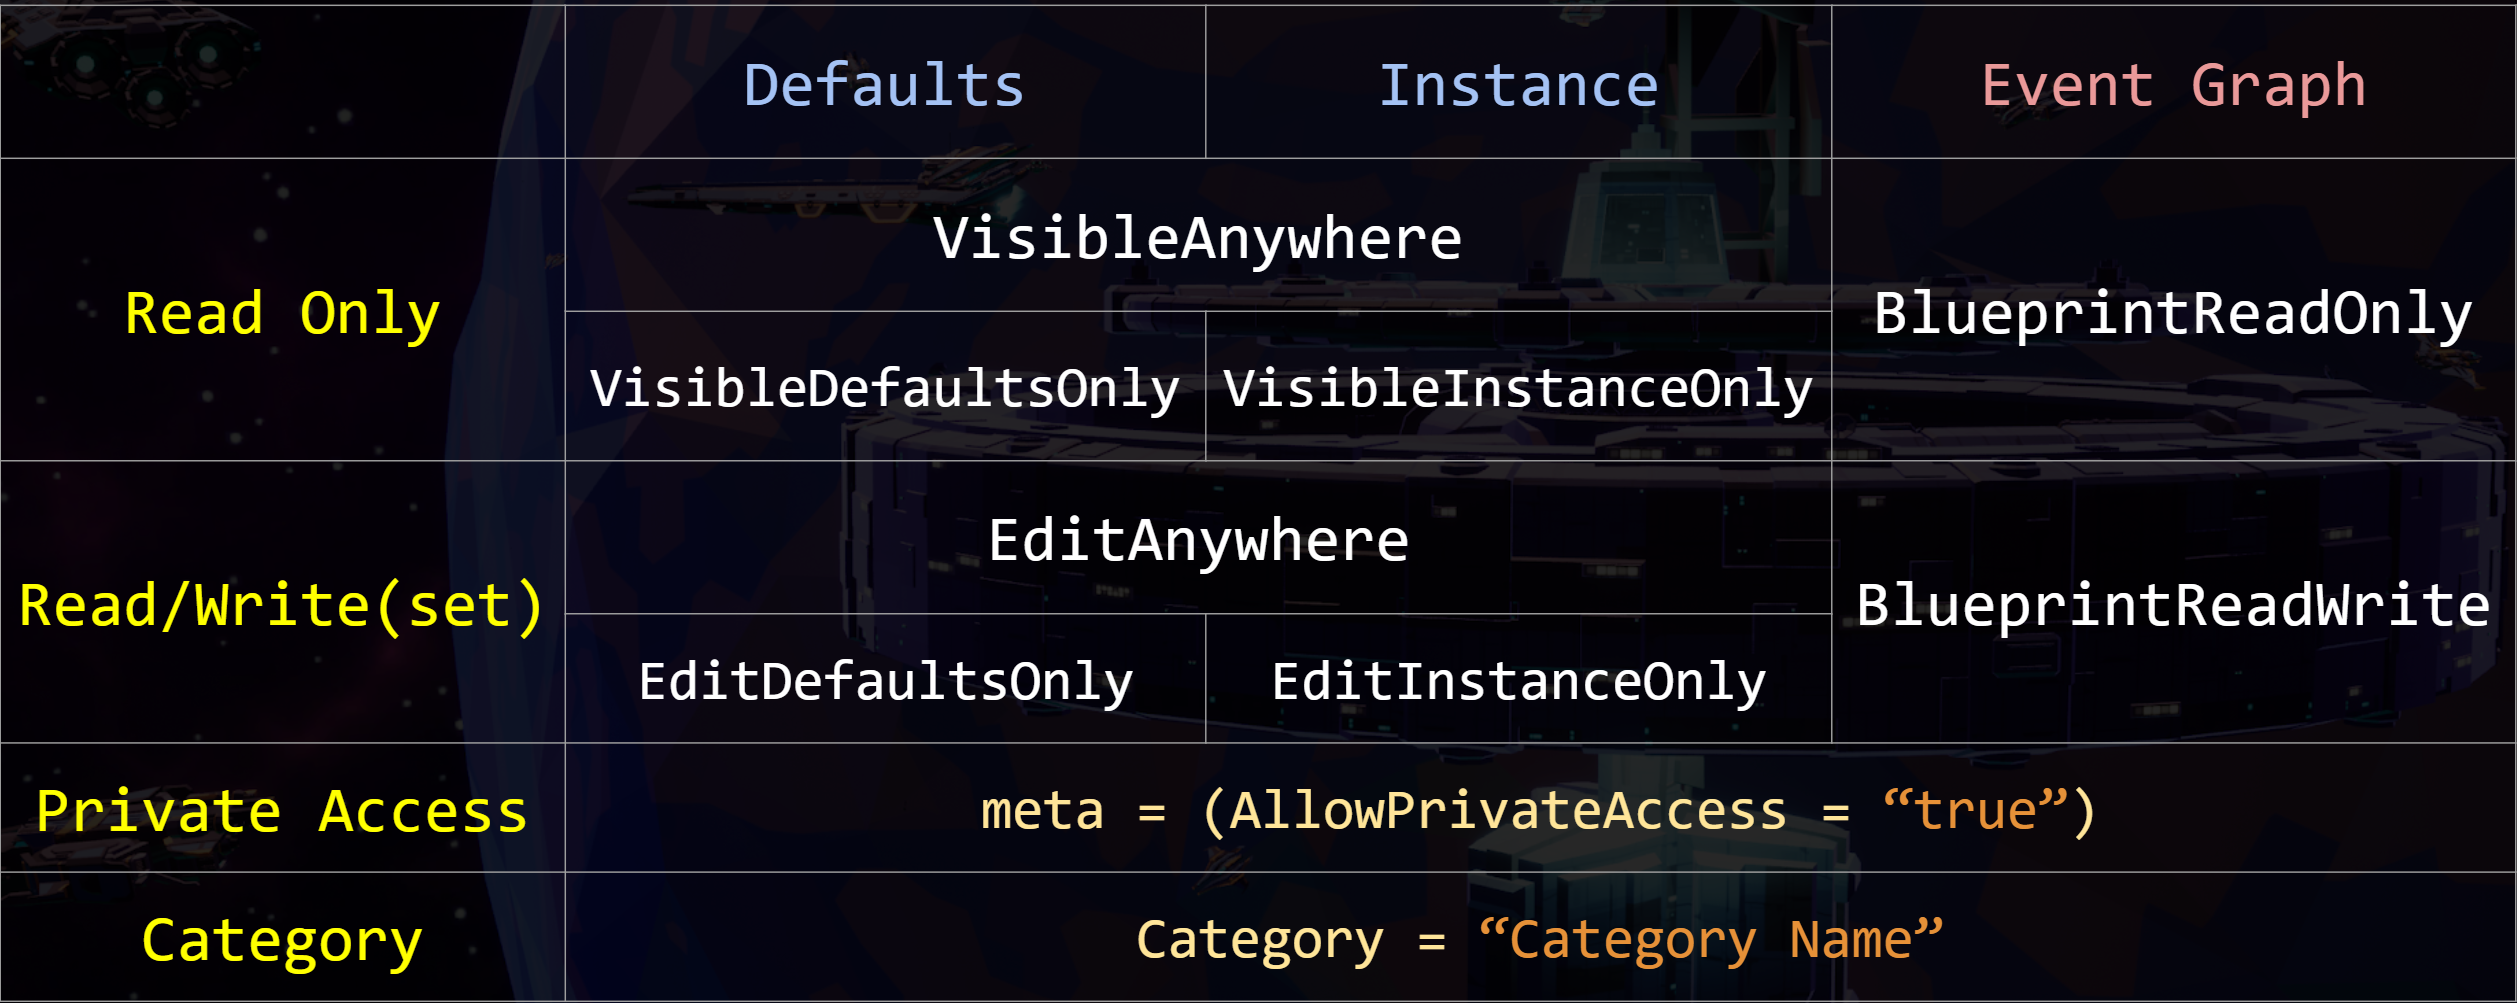 Defaults
Instance
Event Graph
Read Only
VisibleAnywhere
BlueprintReadOnly
VisibleDefaultsOnly
VisibleInstanceOnly
Read/Write(set)
EditAnywhere
BlueprintReadWrite
EditDefaultsOnly
EditInstanceOnly
Private Access
meta = (AllowPrivateAccess = “true”)
Category
Category = “Category Name”